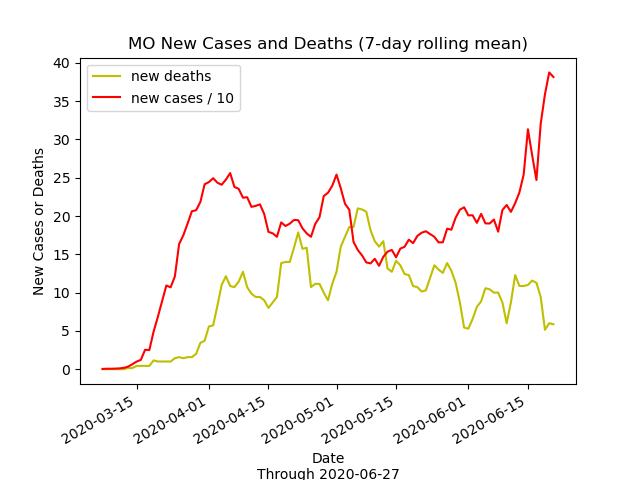 MO New Cases and Deaths (7-day rolling mean)
new deaths
new cases / 10
New Cases or Deaths
40
35
30
25
20
15
10
5
0
2020-03-15
2020-04-01
2020-04-15
2020-05-01
2020-05-15
2020-06-01
2020-06-15
Date
Through 2020-06-27